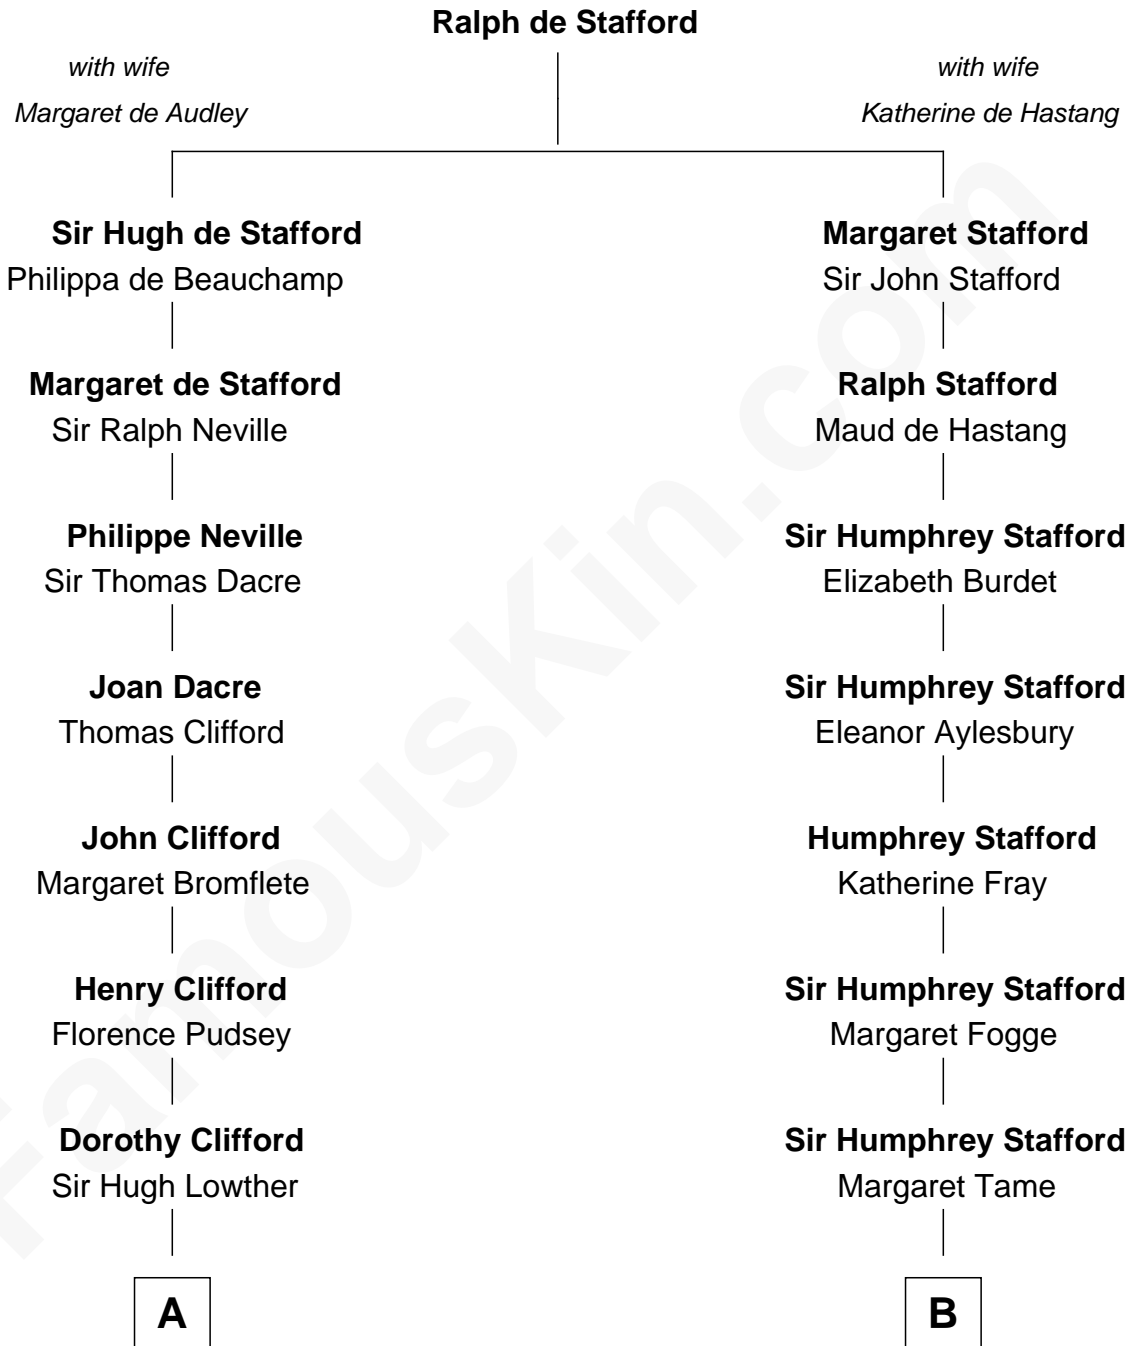 Ralph de Stafford
with wife
Margaret de Audley
with wife
Katherine de Hastang
Sir Hugh de Stafford
Philippa de Beauchamp
Margaret Stafford
Sir John Stafford
Margaret de Stafford
Sir Ralph Neville
Ralph Stafford
Maud de Hastang
Philippe Neville
Sir Thomas Dacre
Sir Humphrey Stafford
Elizabeth Burdet
Joan Dacre
Thomas Clifford
Sir Humphrey Stafford
Eleanor Aylesbury
John Clifford
Margaret Bromflete
Humphrey Stafford
Katherine Fray
Henry Clifford
Florence Pudsey
Sir Humphrey Stafford
Margaret Fogge
Dorothy Clifford
Sir Hugh Lowther
Sir Humphrey Stafford
Margaret Tame
A
B
FamousKin.com